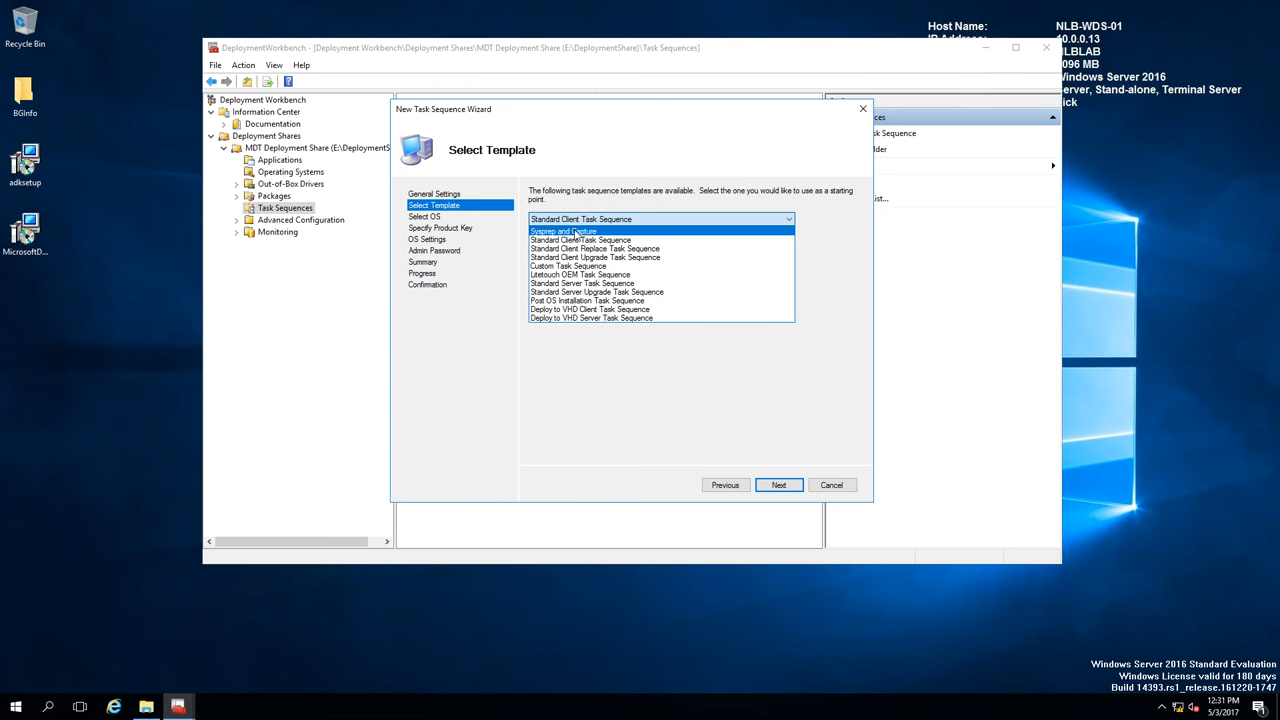 Recycle Bin
BGInfo
adksetup
MicrosoftD...
Host Name:
NLB-WDS-01
10.0.0.13
Windows Server 2016
DeploymentWorkbench - [Deployment Workbench\Deployment Shares\MDT Deployment Share (E:\DeploymentShare)\Task Sequences]
File Action View Help
Deployment Workbench
Information Center
Documentation
Deployment Shares
MDT Deployment Share (E:\DeploymentS
Applications
Operating Systems
Out-of-Box Drivers
Packages
Task Sequences
Advanced Configuration
Monitoring
New Task Sequence Wizard
Select Template
General Settings
Select Template
Select OS
Specify Product Key
OS Settings
Admin Password
Summary
Progress
Confirmation
The following task sequence templates are available. Select the one you would like to use as a starting
point.
Standard Client Task Sequence
Sysprep and Capture
Standard Client Task Sequence
Standard Client Replace Task Sequence
Standard Client Upgrade Task Sequence
Custom Task Sequence
Litetouch OEM Task Sequence
Standard Server Task Sequence
Standard Server Upgrade Task Sequence
Post OS Installation Task Sequence
Deploy to VHD Client Task Sequence
Deploy to VHD Server Task Sequence
Previous
Next
Cancel
ces
sk Sequence
lder
ist...
NLBLAB
096 MB
Server, Stand-alone, Terminal Server
ick
Windows Server 2016 Standard Evaluation
Windows License valid for 180 days
Build 14393.rs1_release.161220-1747
12:31 PM
5/3/2017
1